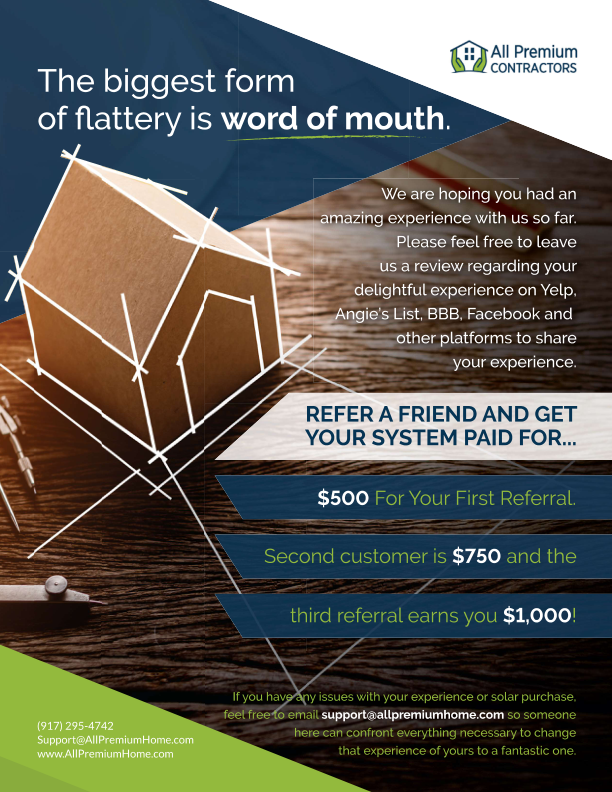 All Premium
CONTRACTORS
The biggest form
of flattery is word of mouth.
We are hoping you had an
amazing experience with us so far.
Please feel free to leave
us a review regarding your
delightful experience on Yelp,
Angie's List, BBB, Facebook and
other platforms to share
your experience.
REFER A FRIEND AND GET
YOUR SYSTEM PAID FOR...
$500 For Your First Referral.
Second customer is $750 and the
third referral earns you $1,000!
If you have any issues with your experience or solar purchase,
feel free to email support@allpremiumhome.com so someone
here can confront everything necessary to change
that experience of yours to a fantastic one.
(917) 295-4742
Support@AllPremiumHome.com
www.AllPremiumHome.com